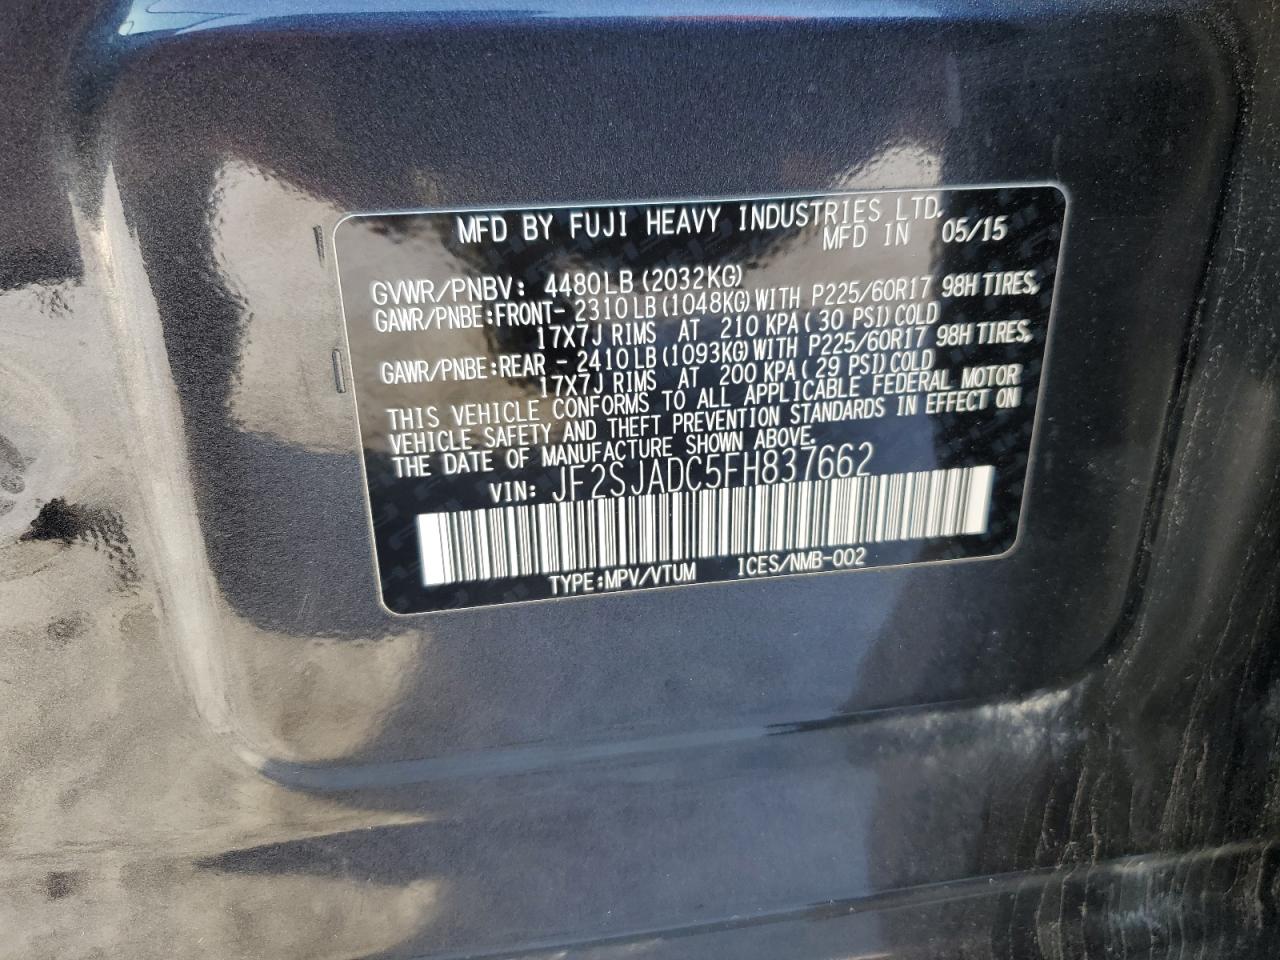 MFD BY FUJI HEAVY INDUSTRIES LTD.
MFD IN 05/15
GVWR/PNBV: 4480LB(2032KG)
GAWR/PNBE:FRONT- 2310LB(1048KG)WITH P225/60R17 98H TIRES,
17X7J RIMS AT 210 KPA(30 PSI)COLD
GAWR/PNBE:REAR - 2410LB(1093KG)WITH P225/60R17 98H TIRES,
17X7J RIMS AT 200 KPA(29 PSI)COLD
THIS VEHICLE CONFORMS TO ALL APPLICABLE FEDERAL MOTOR
VEHICLE SAFETY AND THEFT PREVENTION STANDARDS IN EFFECT ON
THE DATE OF MANUFACTURE SHOWN ABOVE.
VIN: JF2SJADC5FH837662
TYPE:MPV/VTUM ICES/NMB-002